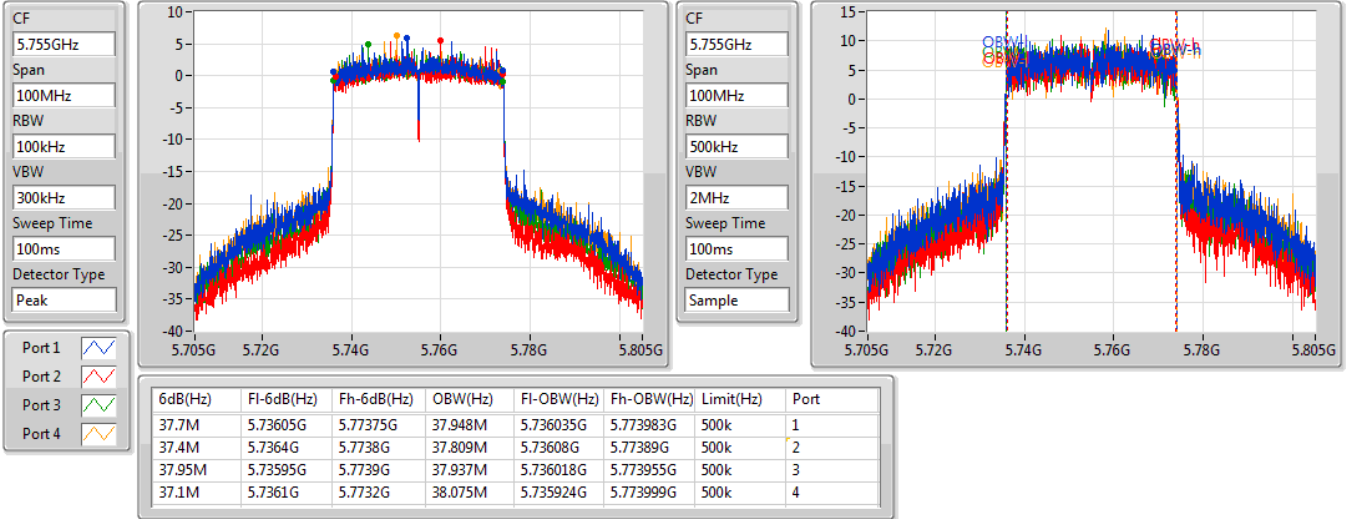 CF
5.755GHz
Span
100MHz
RBW
100kHz
VBW
300kHz
Sweep Time
100ms
Detector Type
Peak
10
5
0
-5
-10
-15
-20
-25
-30
-35
-40
5.705G 5.72G 5.74G 5.76G 5.78G 5.805G
CF
5.755GHz
Span
100MHz
RBW
500kHz
VBW
2MHz
Sweep Time
100ms
Detector Type
Sample
15
10
5
0
-5
-10
-15
-20
-25
-30
-35
-40
OBW-h
5.705G 5.72G 5.74G 5.76G 5.78G 5.805G
Port 1
Port 2
Port 3
Port 4
6dB(Hz) Fl-6dB(Hz) Fh-6dB(Hz) OBW(Hz) Fl-OBW(Hz) Fh-OBW(Hz) Limit(Hz) Port
37.7M 5.73605G 5.77375G 37.948M 5.736035G 5.773983G 500k 1
37.4M 5.7364G 5.7738G 37.809M 5.73608G 5.77389G 500k 2
37.95M 5.73595G 5.7739G 37.937M 5.736018G 5.773955G 500k 3
37.1M 5.7361G 5.7732G 38.075M 5.735924G 5.773999G 500k 4